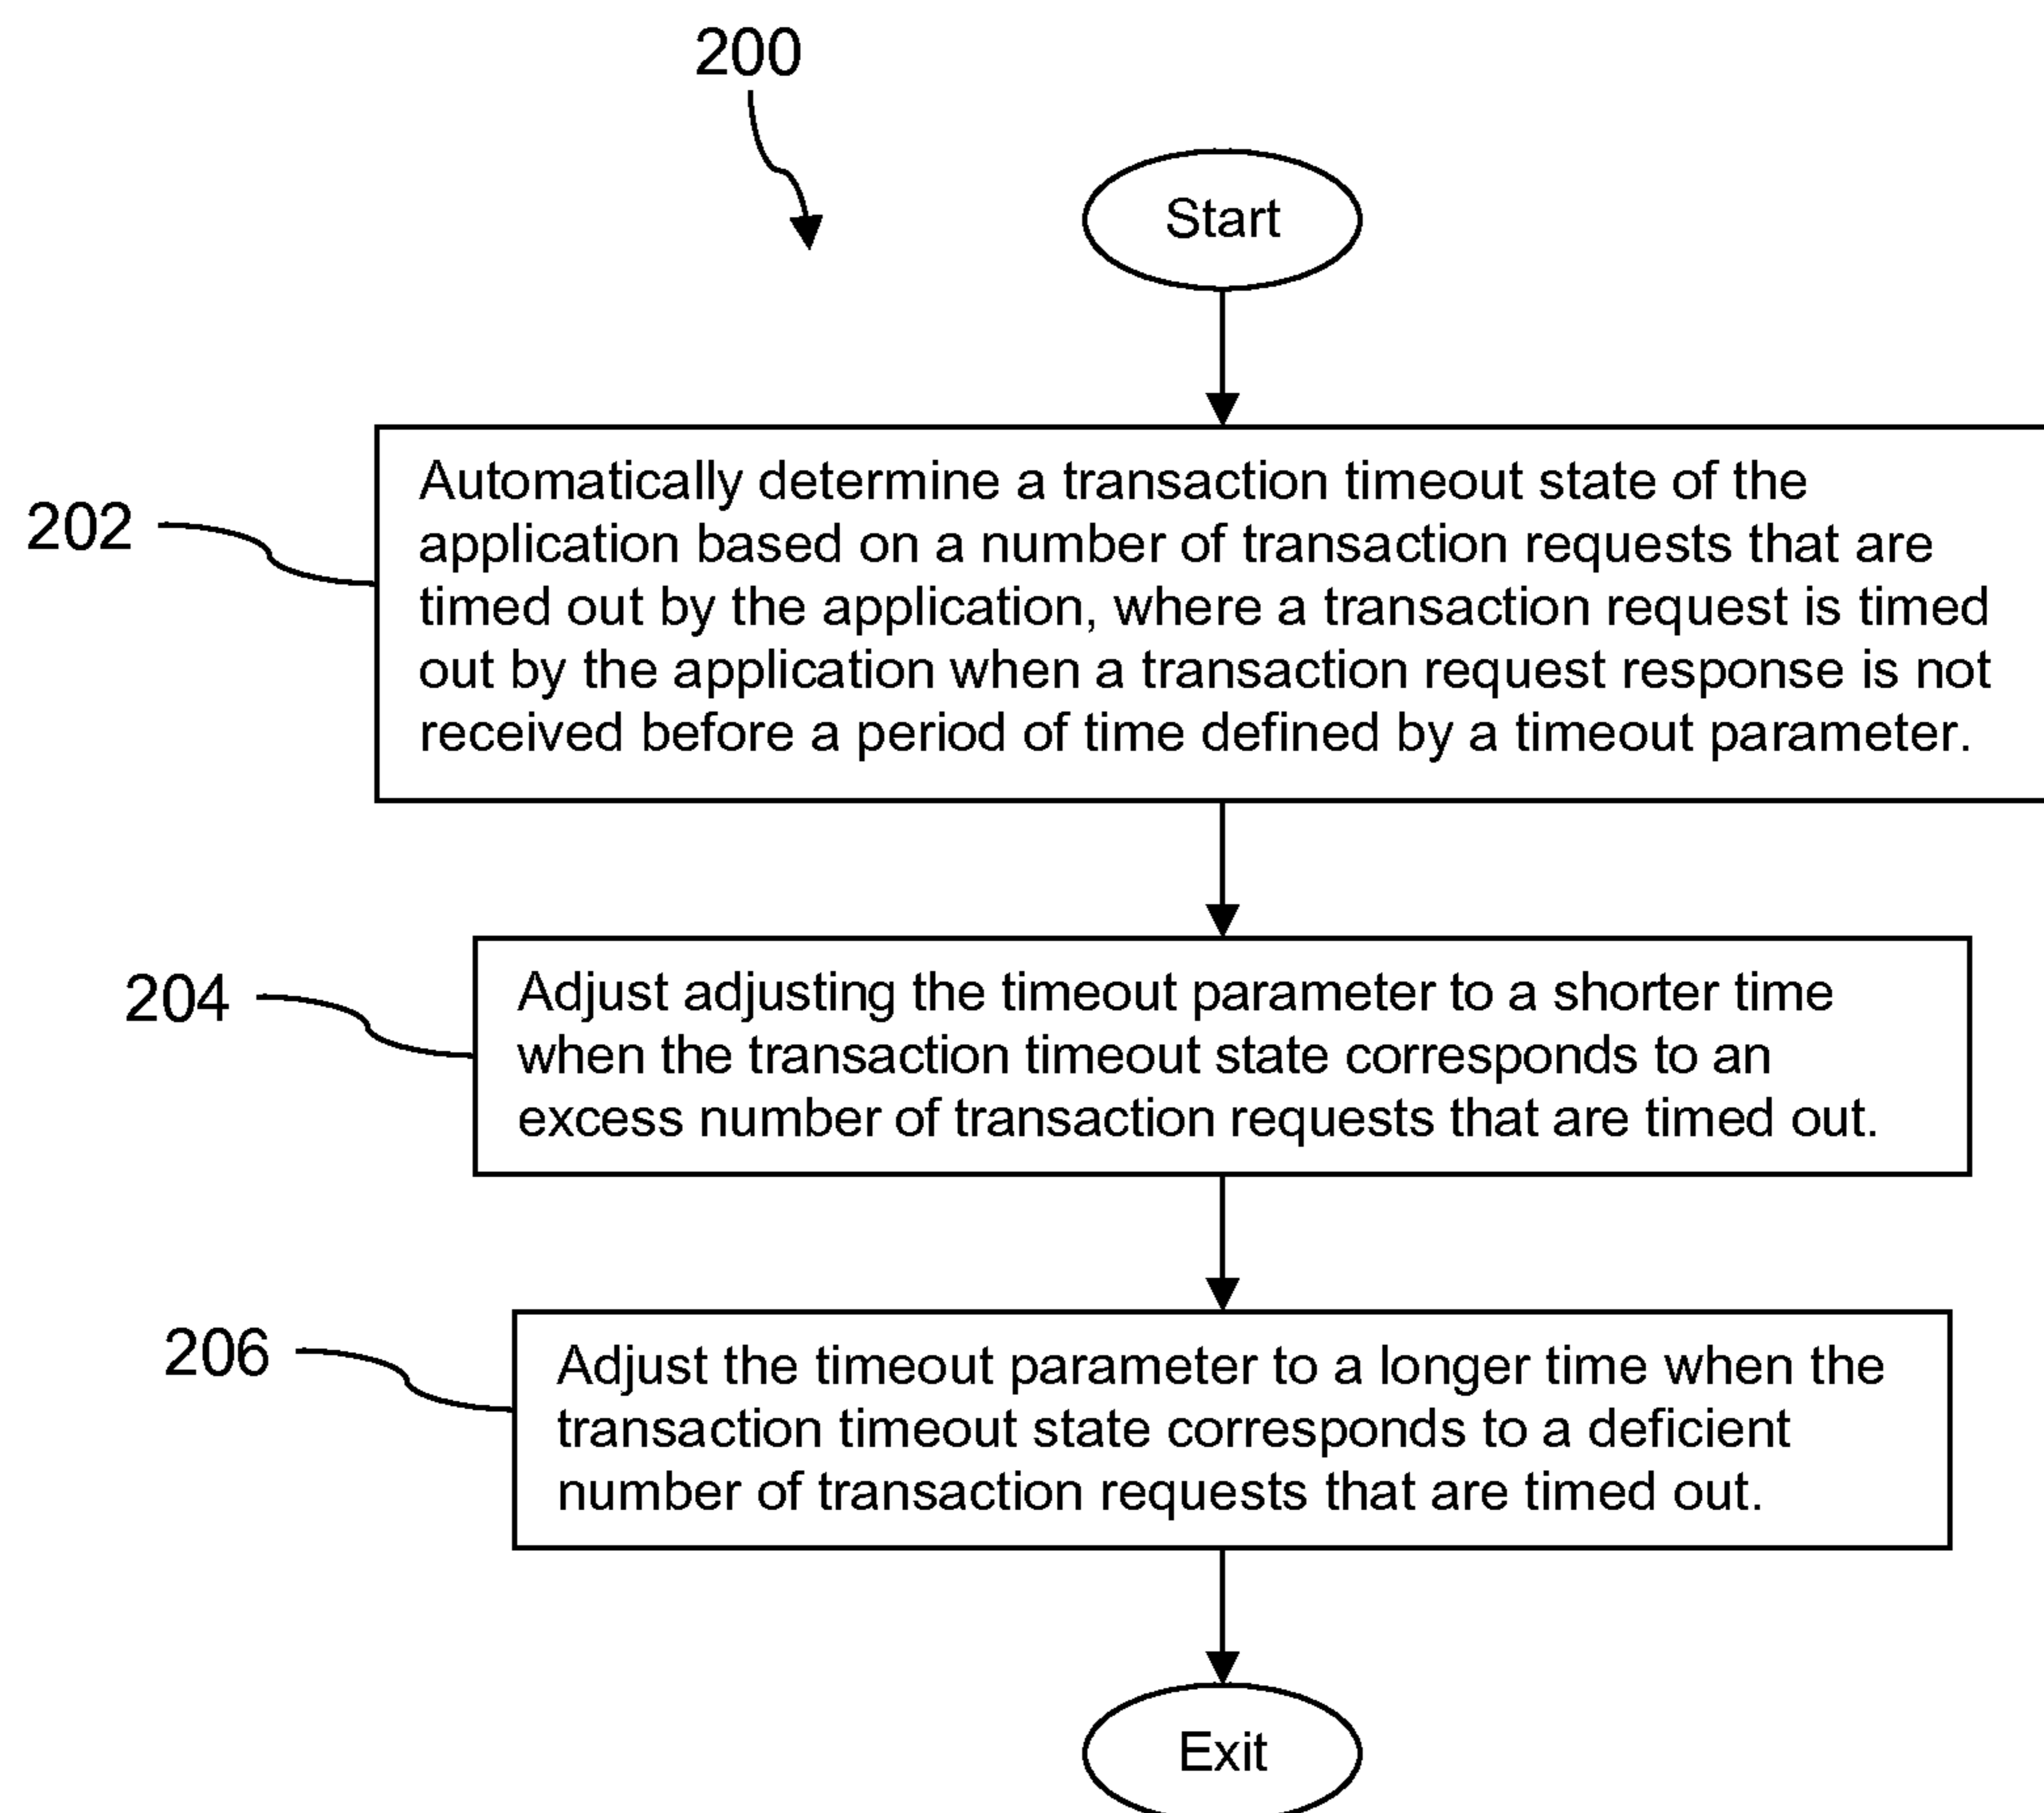 200
Start
202
Automatically determine a transaction timeout state of the
application based on a number of transaction requests that are
timed out by the application, where a transaction request is timed
out by the application when a transaction request response is not
received before a period of time defined by a timeout parameter.
204
Adjust adjusting the timeout parameter to a shorter time
when the transaction timeout state corresponds to an
excess number of transaction requests that are timed out.
206
Adjust the timeout parameter to a longer time when the
transaction timeout state corresponds to a deficient
number of transaction requests that are timed out.
Exit